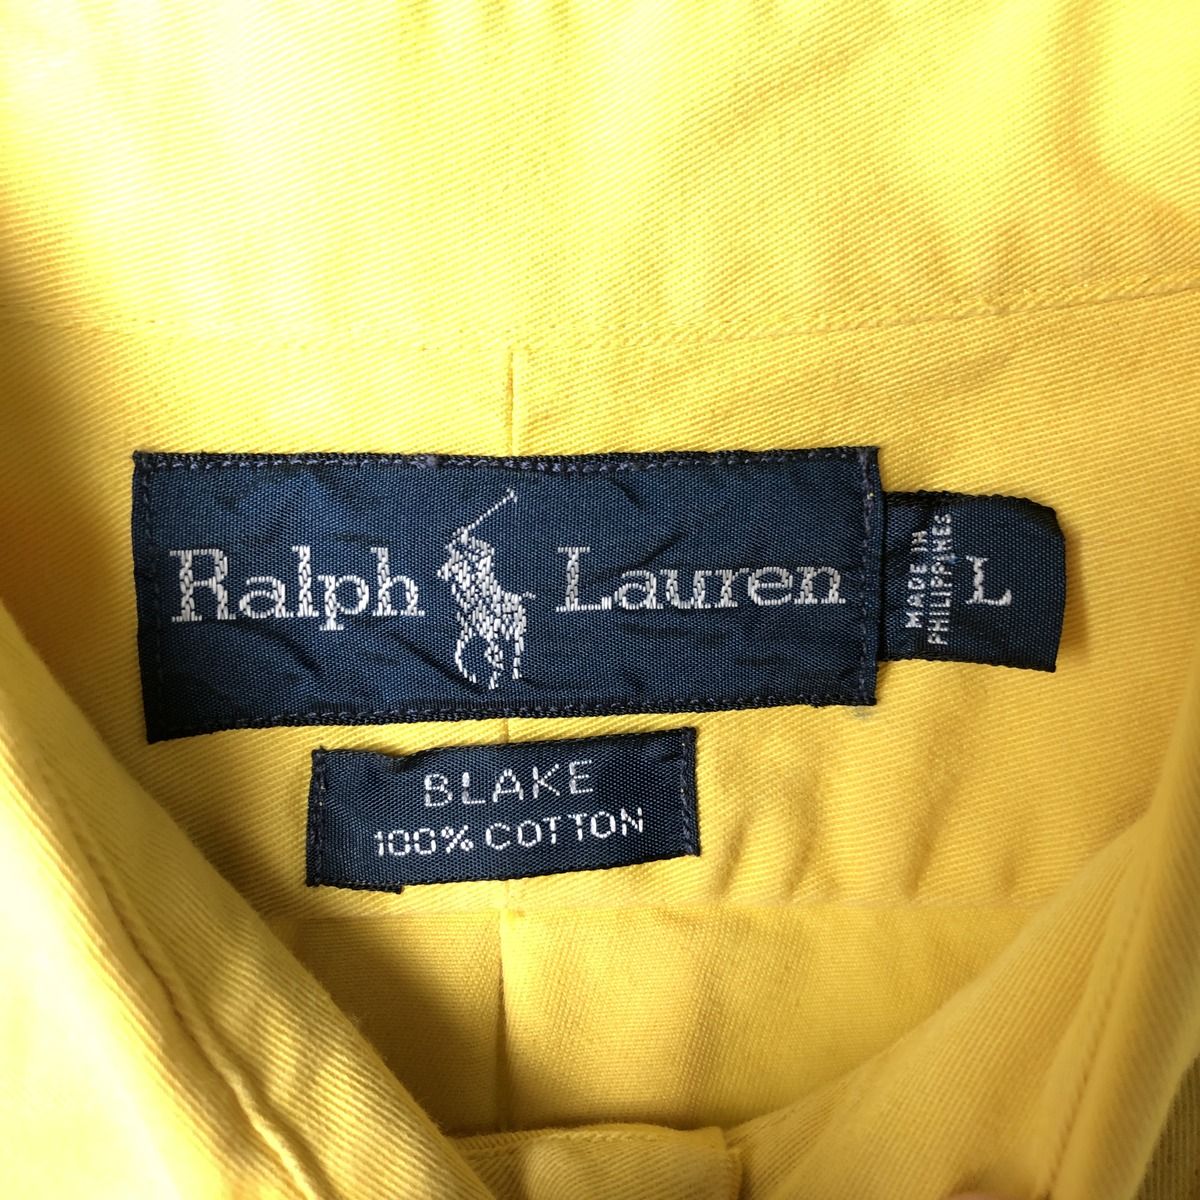 Ralph Lauren
MADE IN
PHILIPPINES
L
BLAKE
100% COTTON